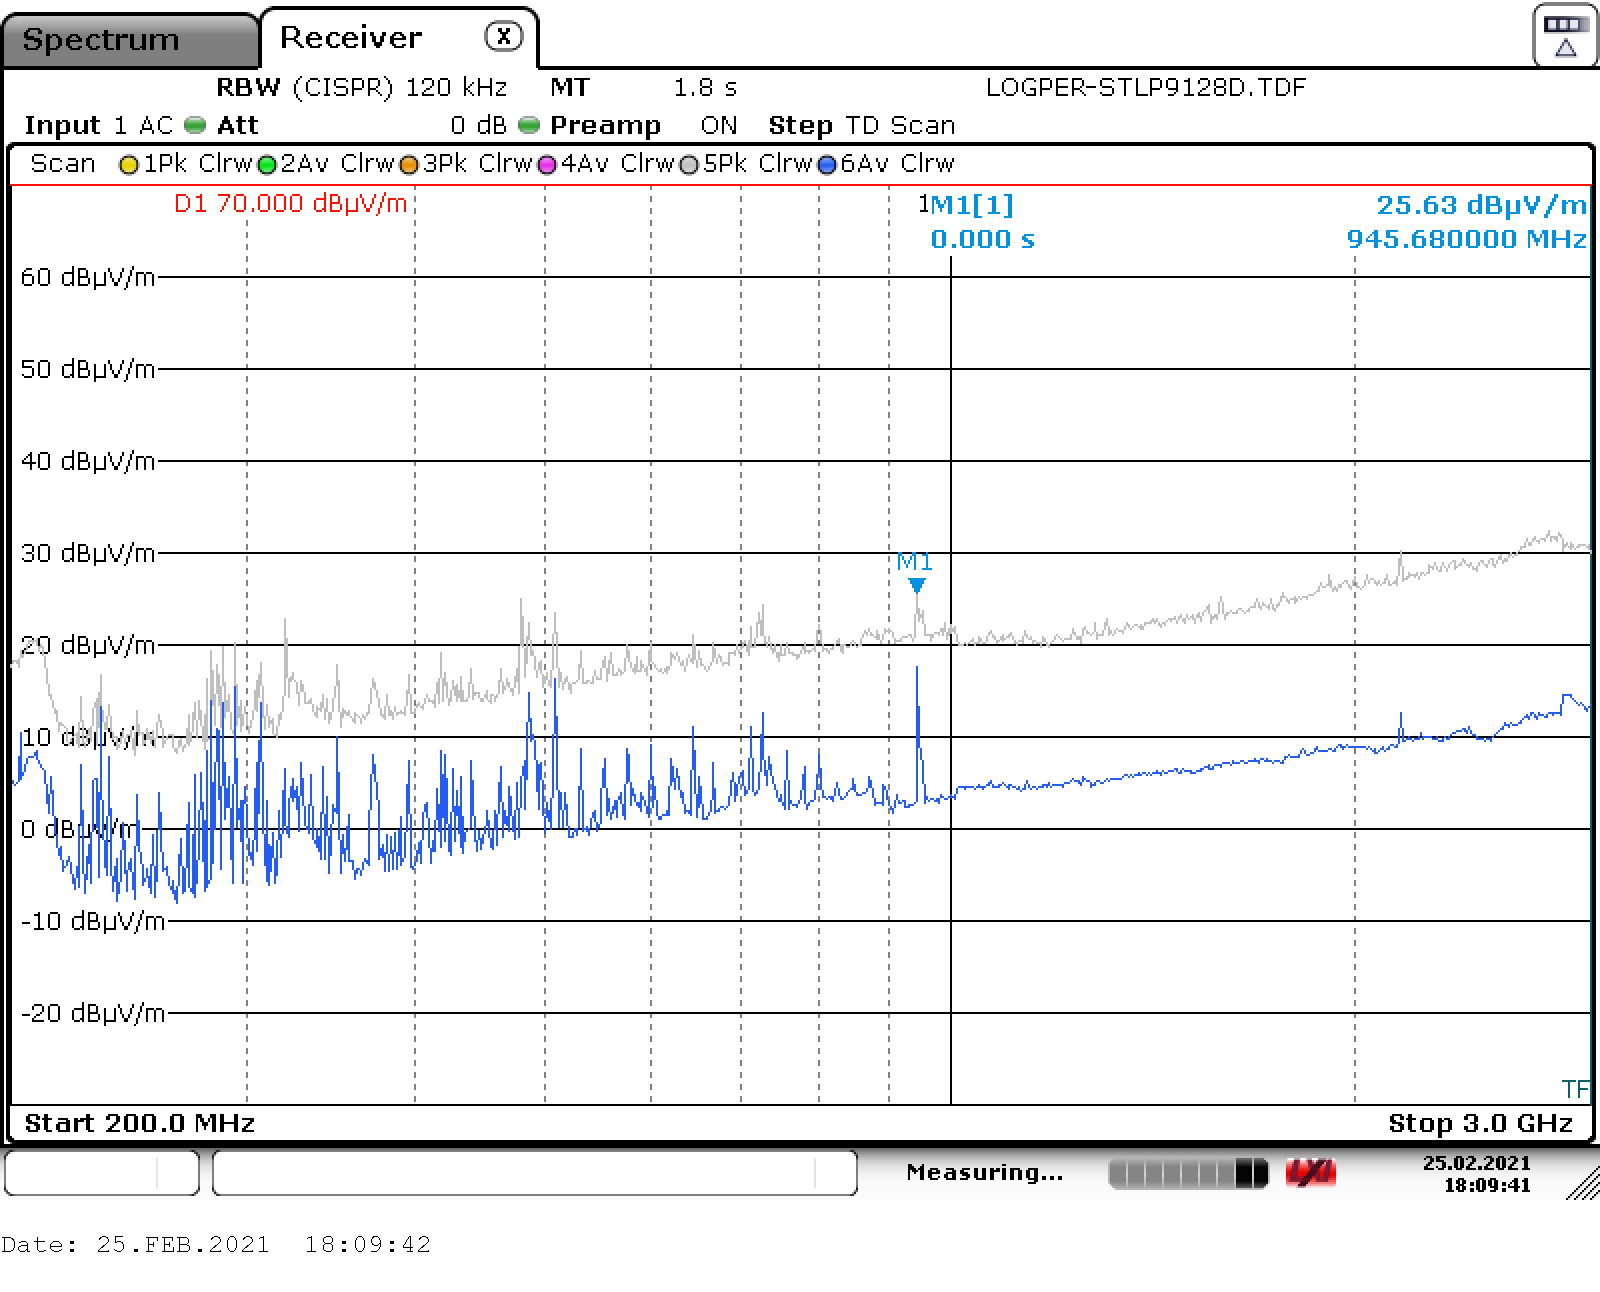 Spectrum Receiver X
RBW (CISPR) 120 kHz MT 1.8 s LOGPER-STLP9128D.TDF
Input 1 AC Att 0 dB Preamp ON Step TD Scan
Scan 1Pk Clrw 2Av Clrw 3Pk Clrw 4Av Clrw 5Pk Clrw 6Av Clrw
D1 70.000 dBµV/m 1 M1[1] 25.63 dBµV/m
0.000 s 945.680000 MHz
60 dBµV/m
50 dBµV/m
40 dBµV/m
30 dBµV/m
M1
20 dBµV/m
10 dBµV/m
0 dBµV/m
-10 dBµV/m
-20 dBµV/m
TF
Start 200.0 MHz Stop 3.0 GHz
Measuring... LXI 25.02.2021
18:09:41
Date: 25.FEB.2021 18:09:42